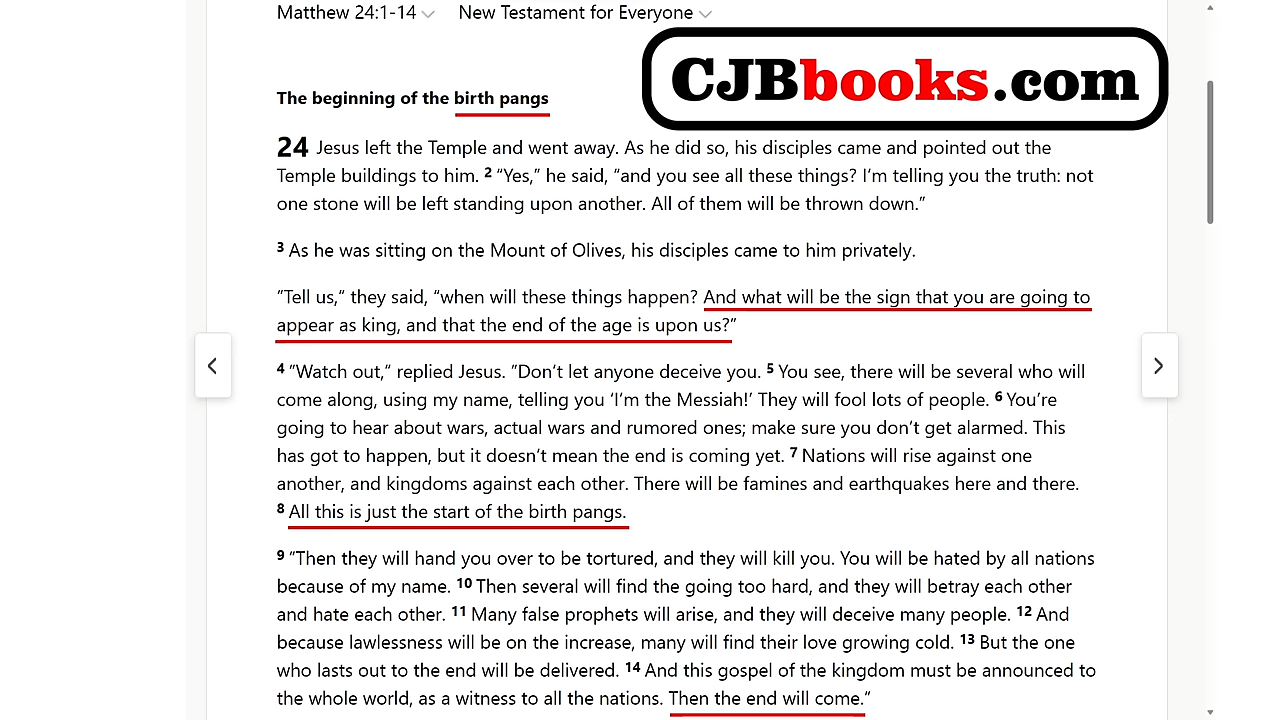 Matthew 24:1-14 New Testament for Everyone
CJBbooks.com
The beginning of the birth pangs
24 Jesus left the Temple and went away. As he did so, his disciples came and pointed out the
Temple buildings to him. 2 “Yes,” he said, “and you see all these things? I’m telling you the truth: not
one stone will be left standing upon another. All of them will be thrown down.”
3 As he was sitting on the Mount of Olives, his disciples came to him privately.
“Tell us,” they said, “when will these things happen? And what will be the sign that you are going to
appear as king, and that the end of the age is upon us?”
4 “Watch out,” replied Jesus. “Don’t let anyone deceive you. 5 You see, there will be several who will
come along, using my name, telling you ‘I’m the Messiah!’ They will fool lots of people. 6 You’re
going to hear about wars, actual wars and rumored ones; make sure you don’t get alarmed. This
has got to happen, but it doesn’t mean the end is coming yet. 7 Nations will rise against one
another, and kingdoms against each other. There will be famines and earthquakes here and there.
8 All this is just the start of the birth pangs.
9 “Then they will hand you over to be tortured, and they will kill you. You will be hated by all nations
because of my name. 10 Then several will find the going too hard, and they will betray each other
and hate each other. 11 Many false prophets will arise, and they will deceive many people. 12 And
because lawlessness will be on the increase, many will find their love growing cold. 13 But the one
who lasts out to the end will be delivered. 14 And this gospel of the kingdom must be announced to
the whole world, as a witness to all the nations. Then the end will come.”